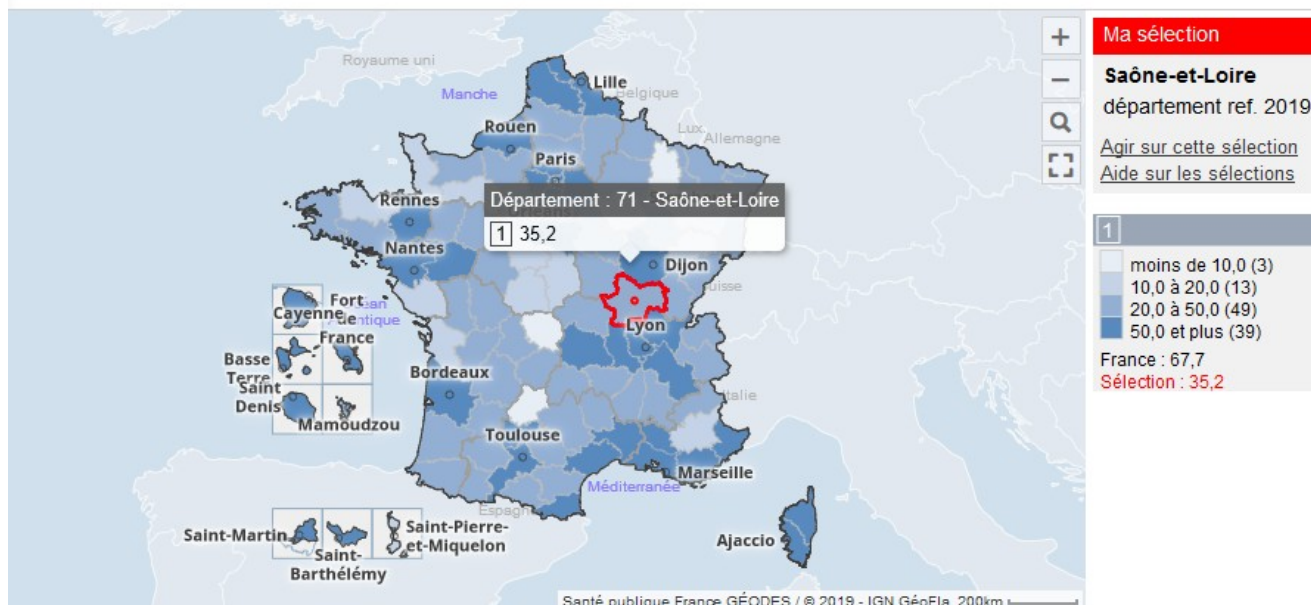 Royaume uni
Manche
Lille
Belgique
Rouen
Lux.
Allemagne
Paris
Rennes
Département : 71 - Saône-et-Loire
1 35,2
Nantes
Dijon
Suisse
Fort
de
France
Cayenne
Lyon
Basse
Terre
Bordeaux
Italie
Saint
Denis
Mamoudzou
Toulouse
Marseille
Méditerranée
Espagne
Saint-Martin
Saint-
Barthélémy
Saint-Pierre-
et-Miquelon
Ajaccio
Santé publique France GÉODES / © 2019 - IGN GéoFla 200km
+
−
Ma sélection
Saône-et-Loire
département ref. 2019
Agir sur cette sélection
Aide sur les sélections
1
moins de 10,0 (3)
10,0 à 20,0 (13)
20,0 à 50,0 (49)
50,0 et plus (39)
France : 67,7
Sélection : 35,2